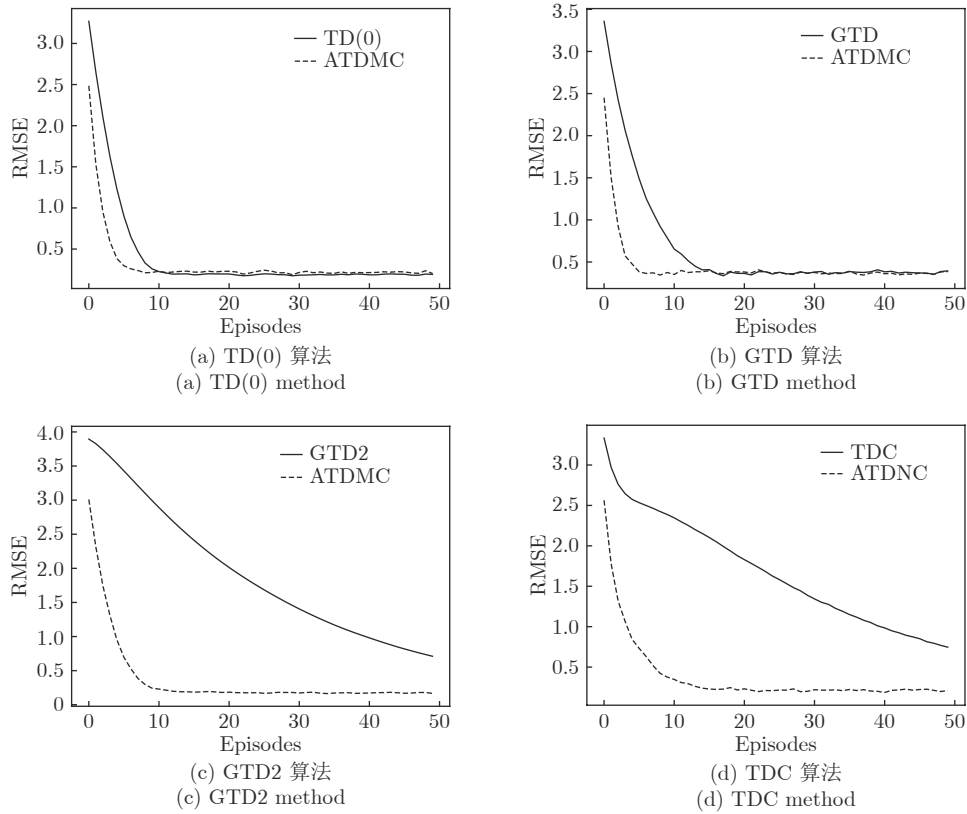 3.0
2.5
2.0
1.5
1.0
0.5
RMSE
TD(0)
ATDMC
0 10 20 30 40 50
Episodes
(a) TD(0) 算法
(a) TD(0) method
3.5
3.0
2.5
2.0
1.5
1.0
0.5
0
RMSE
GTD
ATDMC
0 10 20 30 40 50
Episodes
(b) GTD 算法
(b) GTD method
4.0
3.5
3.0
2.5
2.0
1.5
1.0
0.5
0
RMSE
GTD2
ATDMC
0 10 20 30 40 50
Episodes
(c) GTD2 算法
(c) GTD2 method
3.0
2.5
2.0
1.5
1.0
0.5
RMSE
TDC
ATDNC
0 10 20 30 40 50
Episodes
(d) TDC 算法
(d) TDC method